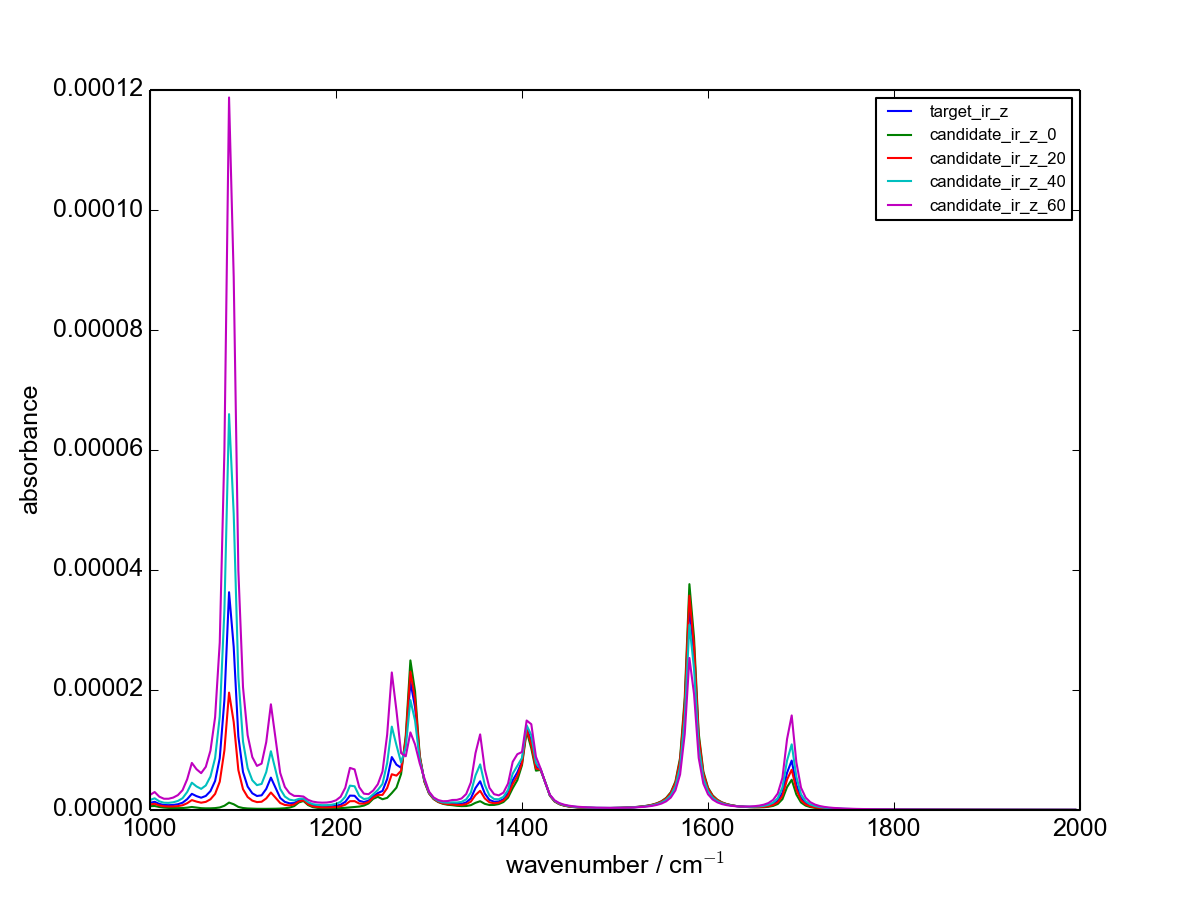 0.00012
0.00010
0.00008
0.00006
0.00004
0.00002
0.00000
absorbance
target_ir_z
candidate_ir_z_0
candidate_ir_z_20
candidate_ir_z_40
candidate_ir_z_60
1000 1200 1400 1600 1800 2000
wavenumber / cm⁻¹